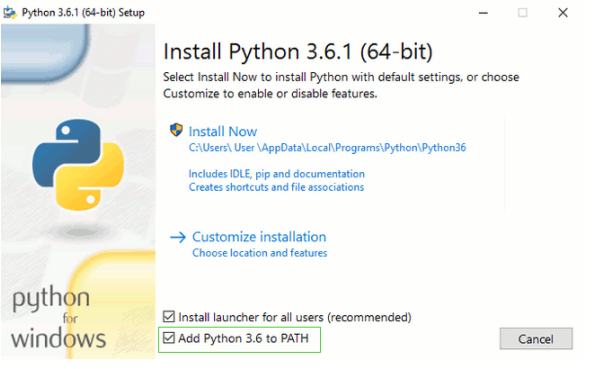 Python 3.6.1 (64-bit) Setup
Install Python 3.6.1 (64-bit)
Select Install Now to install Python with default settings, or choose
Customize to enable or disable features.
Install Now
C:\Users\ User \AppData\Local\Programs\Python\Python36
Includes IDLE, pip and documentation
Creates shortcuts and file associations
Customize installation
Choose location and features
python
for
windows
Install launcher for all users (recommended)
Add Python 3.6 to PATH
Cancel